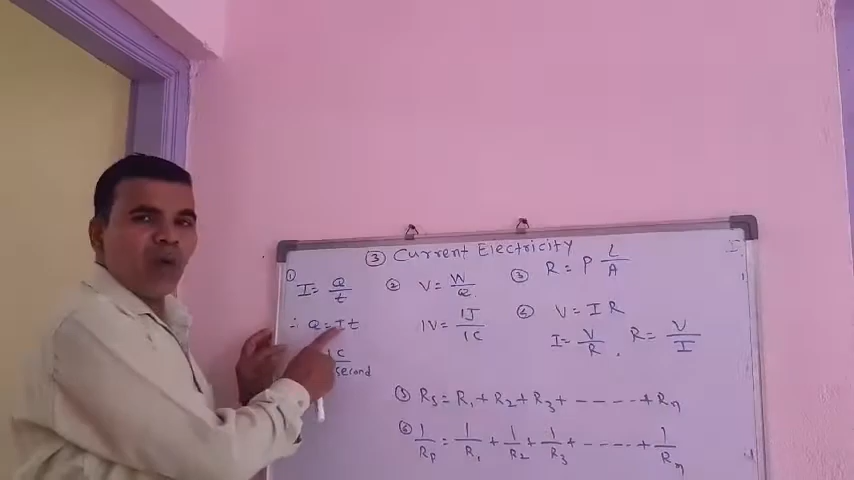 ③ Current Electricity
① I = Q/t
∴ Q = It
1C/second
② V = W/Q
1V = 1J/1C
③ R = ρ L/A
④ V = I R
I = V/R , R = V/I
⑤ Rs = R1 + R2 + R3 + ----- + Rn
⑥ 1/Rp = 1/R1 + 1/R2 + 1/R3 + ----- + 1/Rn